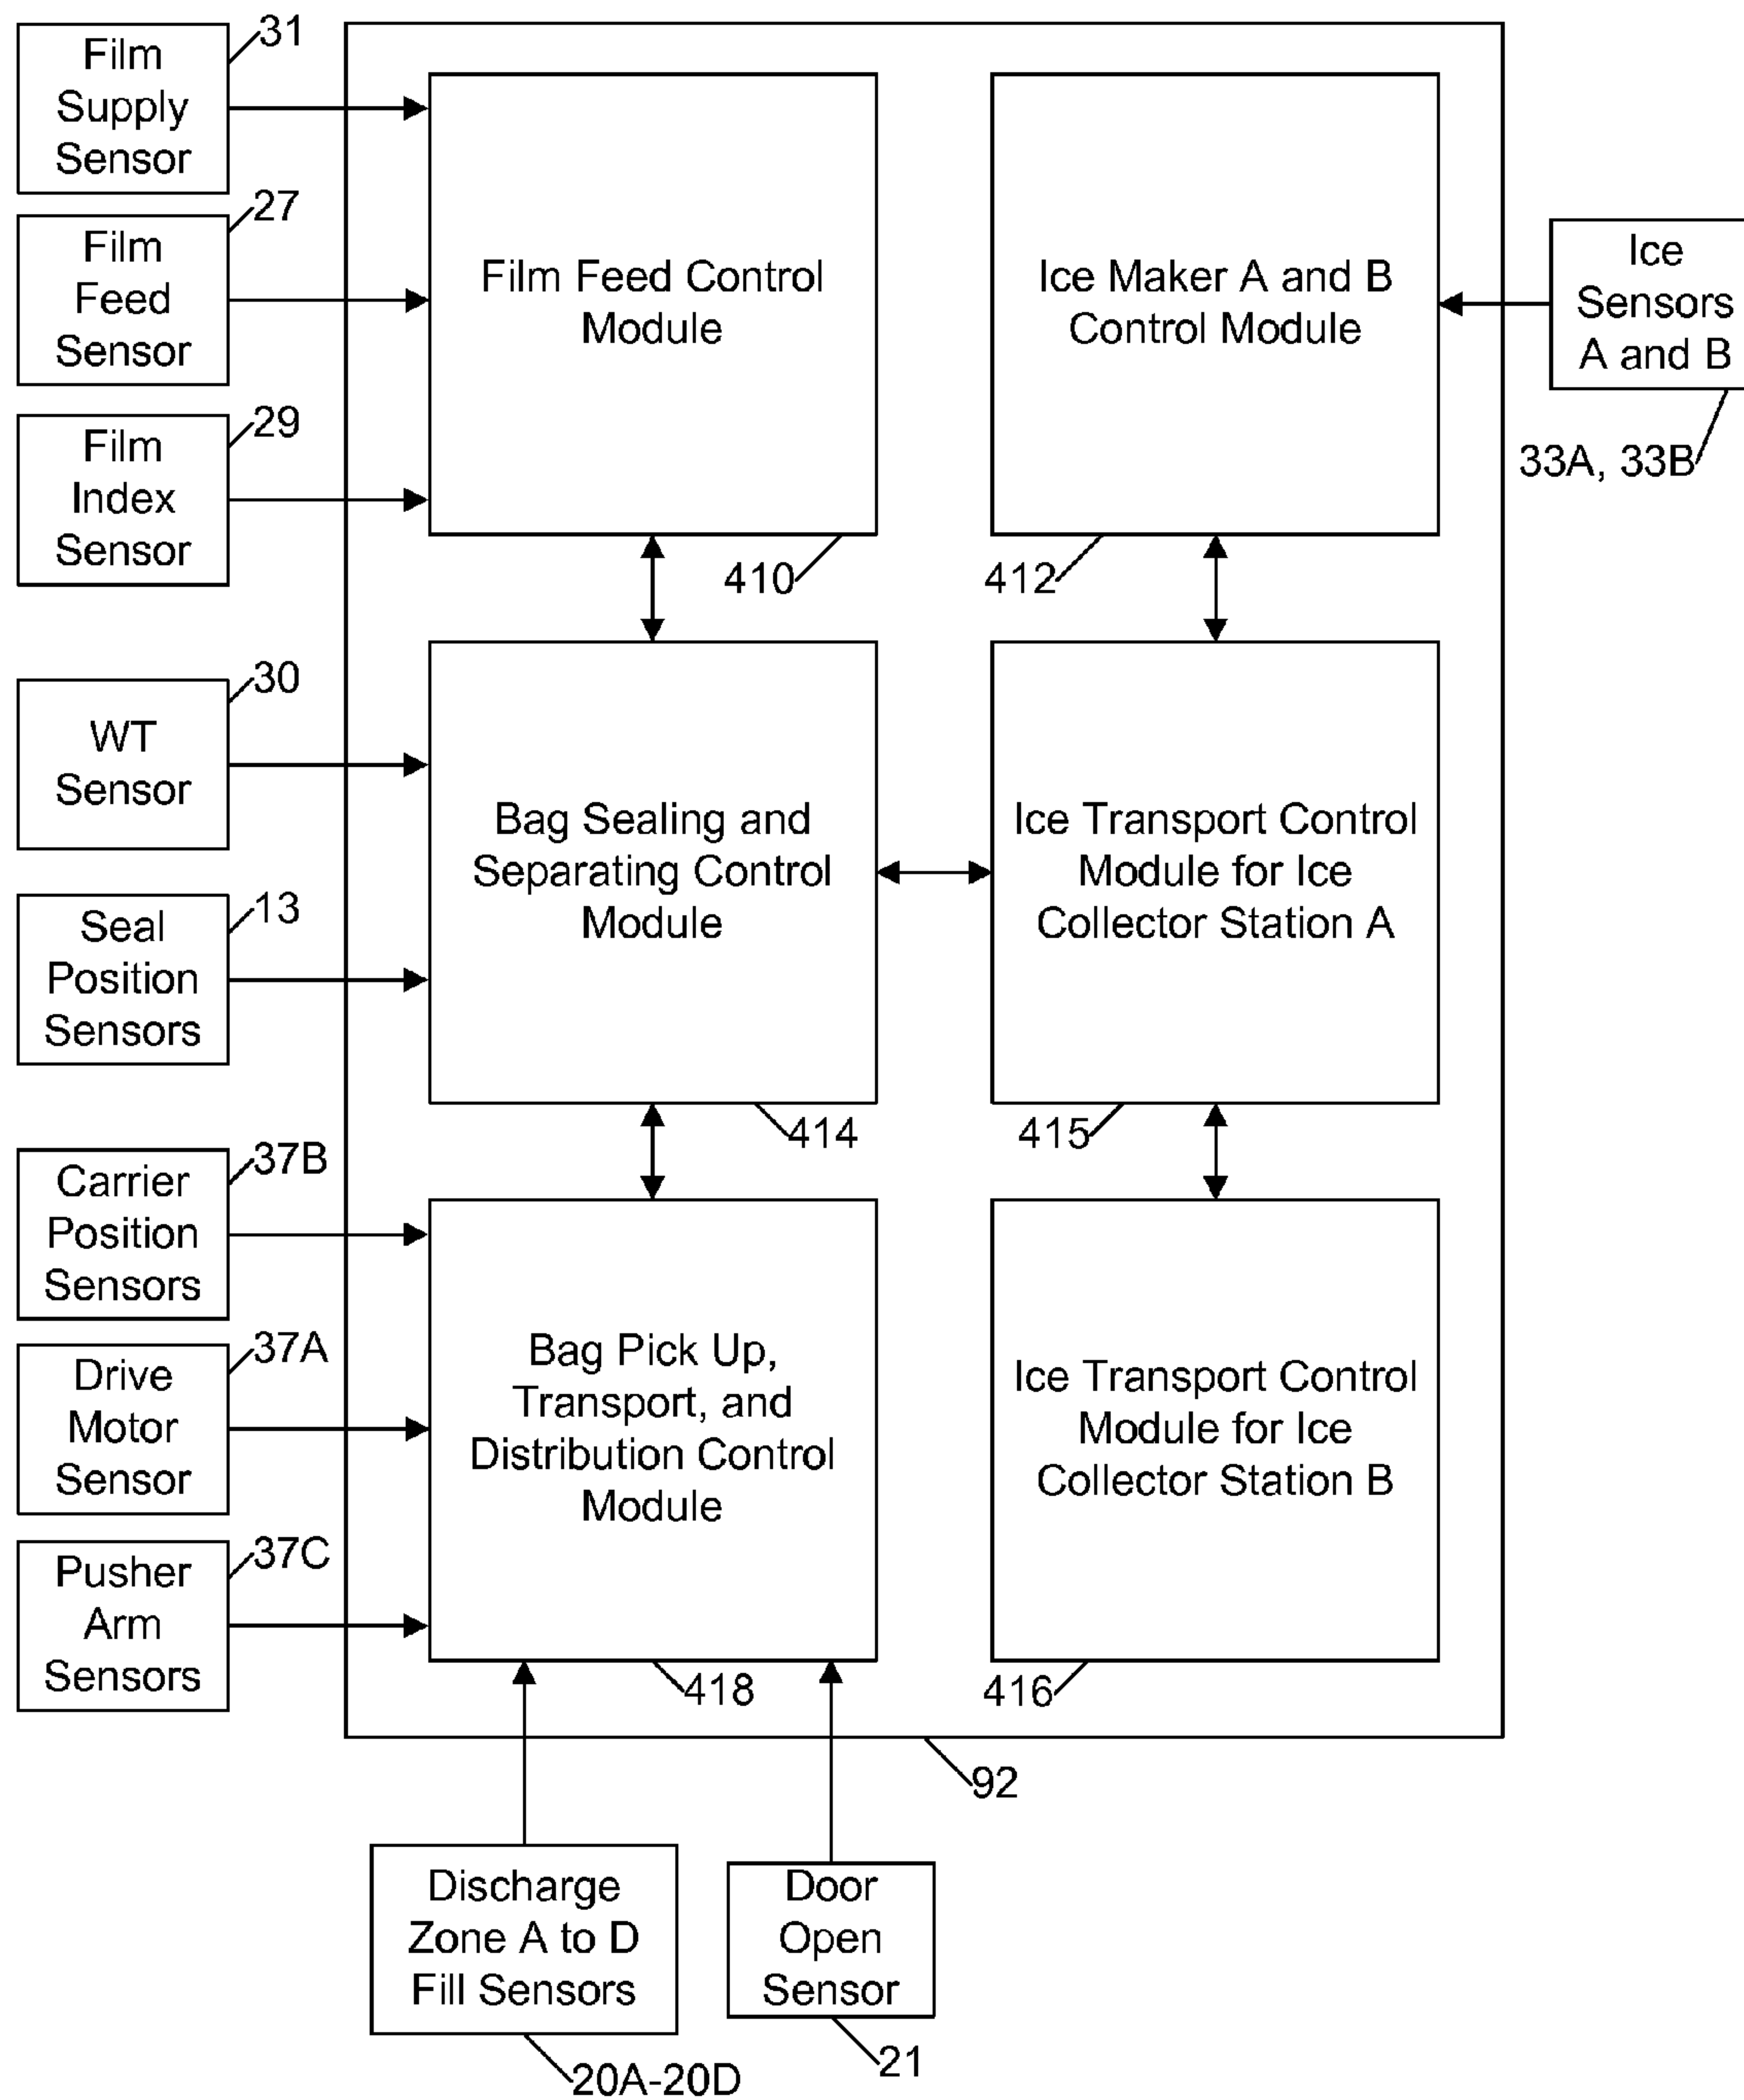 Film
Supply
Sensor
31
Film
Feed
Sensor
27
Film
Index
Sensor
29
WT
Sensor
30
Seal
Position
Sensors
13
Carrier
Position
Sensors
37B
Drive
Motor
Sensor
37A
Pusher
Arm
Sensors
37C
Film Feed Control
Module
410
Ice Maker A and B
Control Module
412
Ice
Sensors
A and B
33A, 33B
Bag Sealing and
Separating Control
Module
414
Ice Transport Control
Module for Ice
Collector Station A
415
Bag Pick Up,
Transport, and
Distribution Control
Module
418
Ice Transport Control
Module for Ice
Collector Station B
416
92
Discharge
Zone A to D
Fill Sensors
20A-20D
Door
Open
Sensor
21